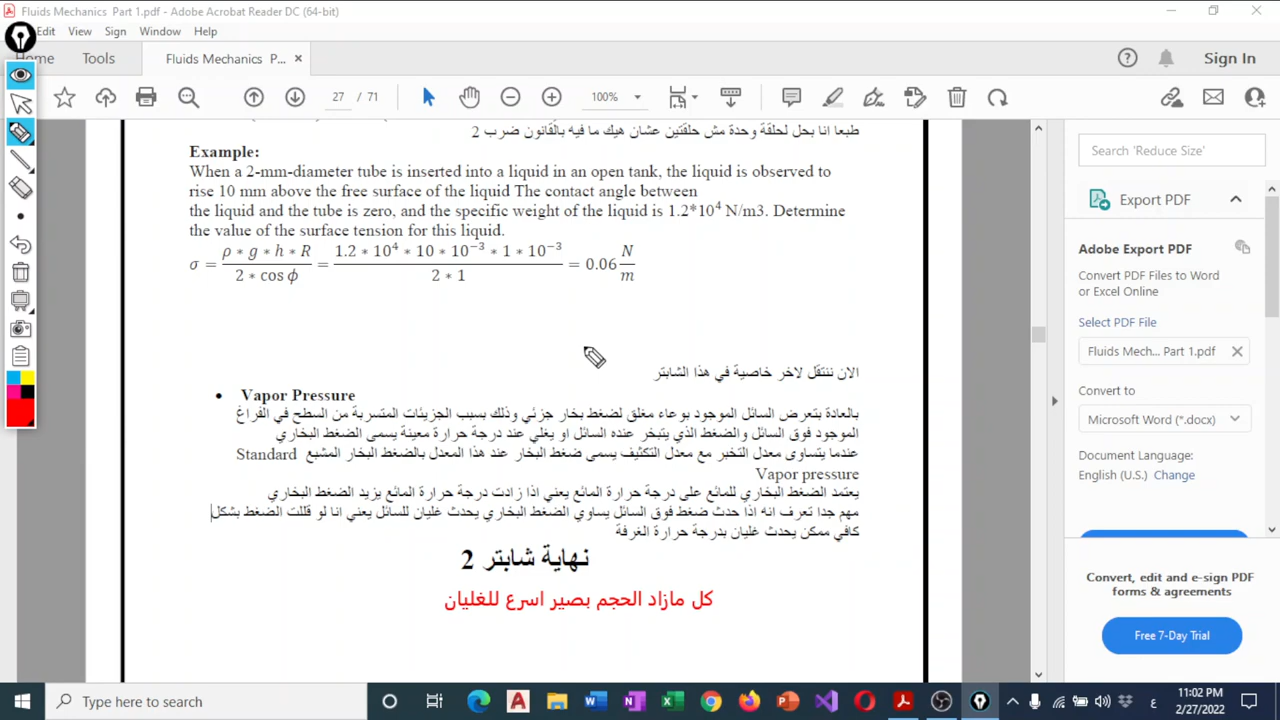 Fluids Mechanics Part 1.pdf - Adobe Acrobat Reader DC (64-bit)
Edit View Sign Window Help
Home Tools Fluids Mechanics P... × Sign In
27 / 71 100%
طبعا انا بحل لحلقة وحدة مش حلقتين عشان هيك ما فيه بالقانون ضرب 2
Example:
When a 2-mm-diameter tube is inserted into a liquid in an open tank, the liquid is observed to
rise 10 mm above the free surface of the liquid The contact angle between
the liquid and the tube is zero, and the specific weight of the liquid is 1.2*10⁴ N/m3. Determine
the value of the surface tension for this liquid.
σ = (ρ * g * h * R) / (2 * cos ϕ) = (1.2 * 10⁴ * 10 * 10⁻³ * 1 * 10⁻³) / (2 * 1) = 0.06 N/m
الان ننتقل لاخر خاصية في هذا الشابتر
• Vapor Pressure
بالعادة بتعرض السائل الموجود بوعاء مغلق لضغط بخار جزئي وذلك بسبب الجزيئات المتسربة من السطح في الفراغ
الموجود فوق السائل والضغط الذي يتبخر عنده السائل او يغلي عند درجة حرارة معينة يسمى الضغط البخاري
عندما يتساوى معدل التخبر مع معدل التكثيف يسمى ضغط البخار عند هذا المعدل بالضغط البخار المشبع Standard
Vapor pressure
يعتمد الضغط البخاري للمائع على درجة حرارة المائع يعني اذا زادت درجة حرارة المائع يزيد الضغط البخاري
مهم جدا تعرف انه اذا حدث ضغط فوق السائل يساوي الضغط البخاري يحدث غليان للسائل يعني انا لو قللت الضغط بشكل
كافي ممكن يحدث غليان بدرجة حرارة الغرفة
نهاية شابتر 2
كل مازاد الحجم بصير اسرع للغليان
Search 'Reduce Size'
Export PDF
Adobe Export PDF
Convert PDF Files to Word
or Excel Online
Select PDF File
Fluids Mech... Part 1.pdf ×
Convert to
Microsoft Word (*.docx)
Document Language:
English (U.S.) Change
Convert, edit and e-sign PDF
forms & agreements
Free 7-Day Trial
Type here to search
ع
11:02 PM
2/27/2022